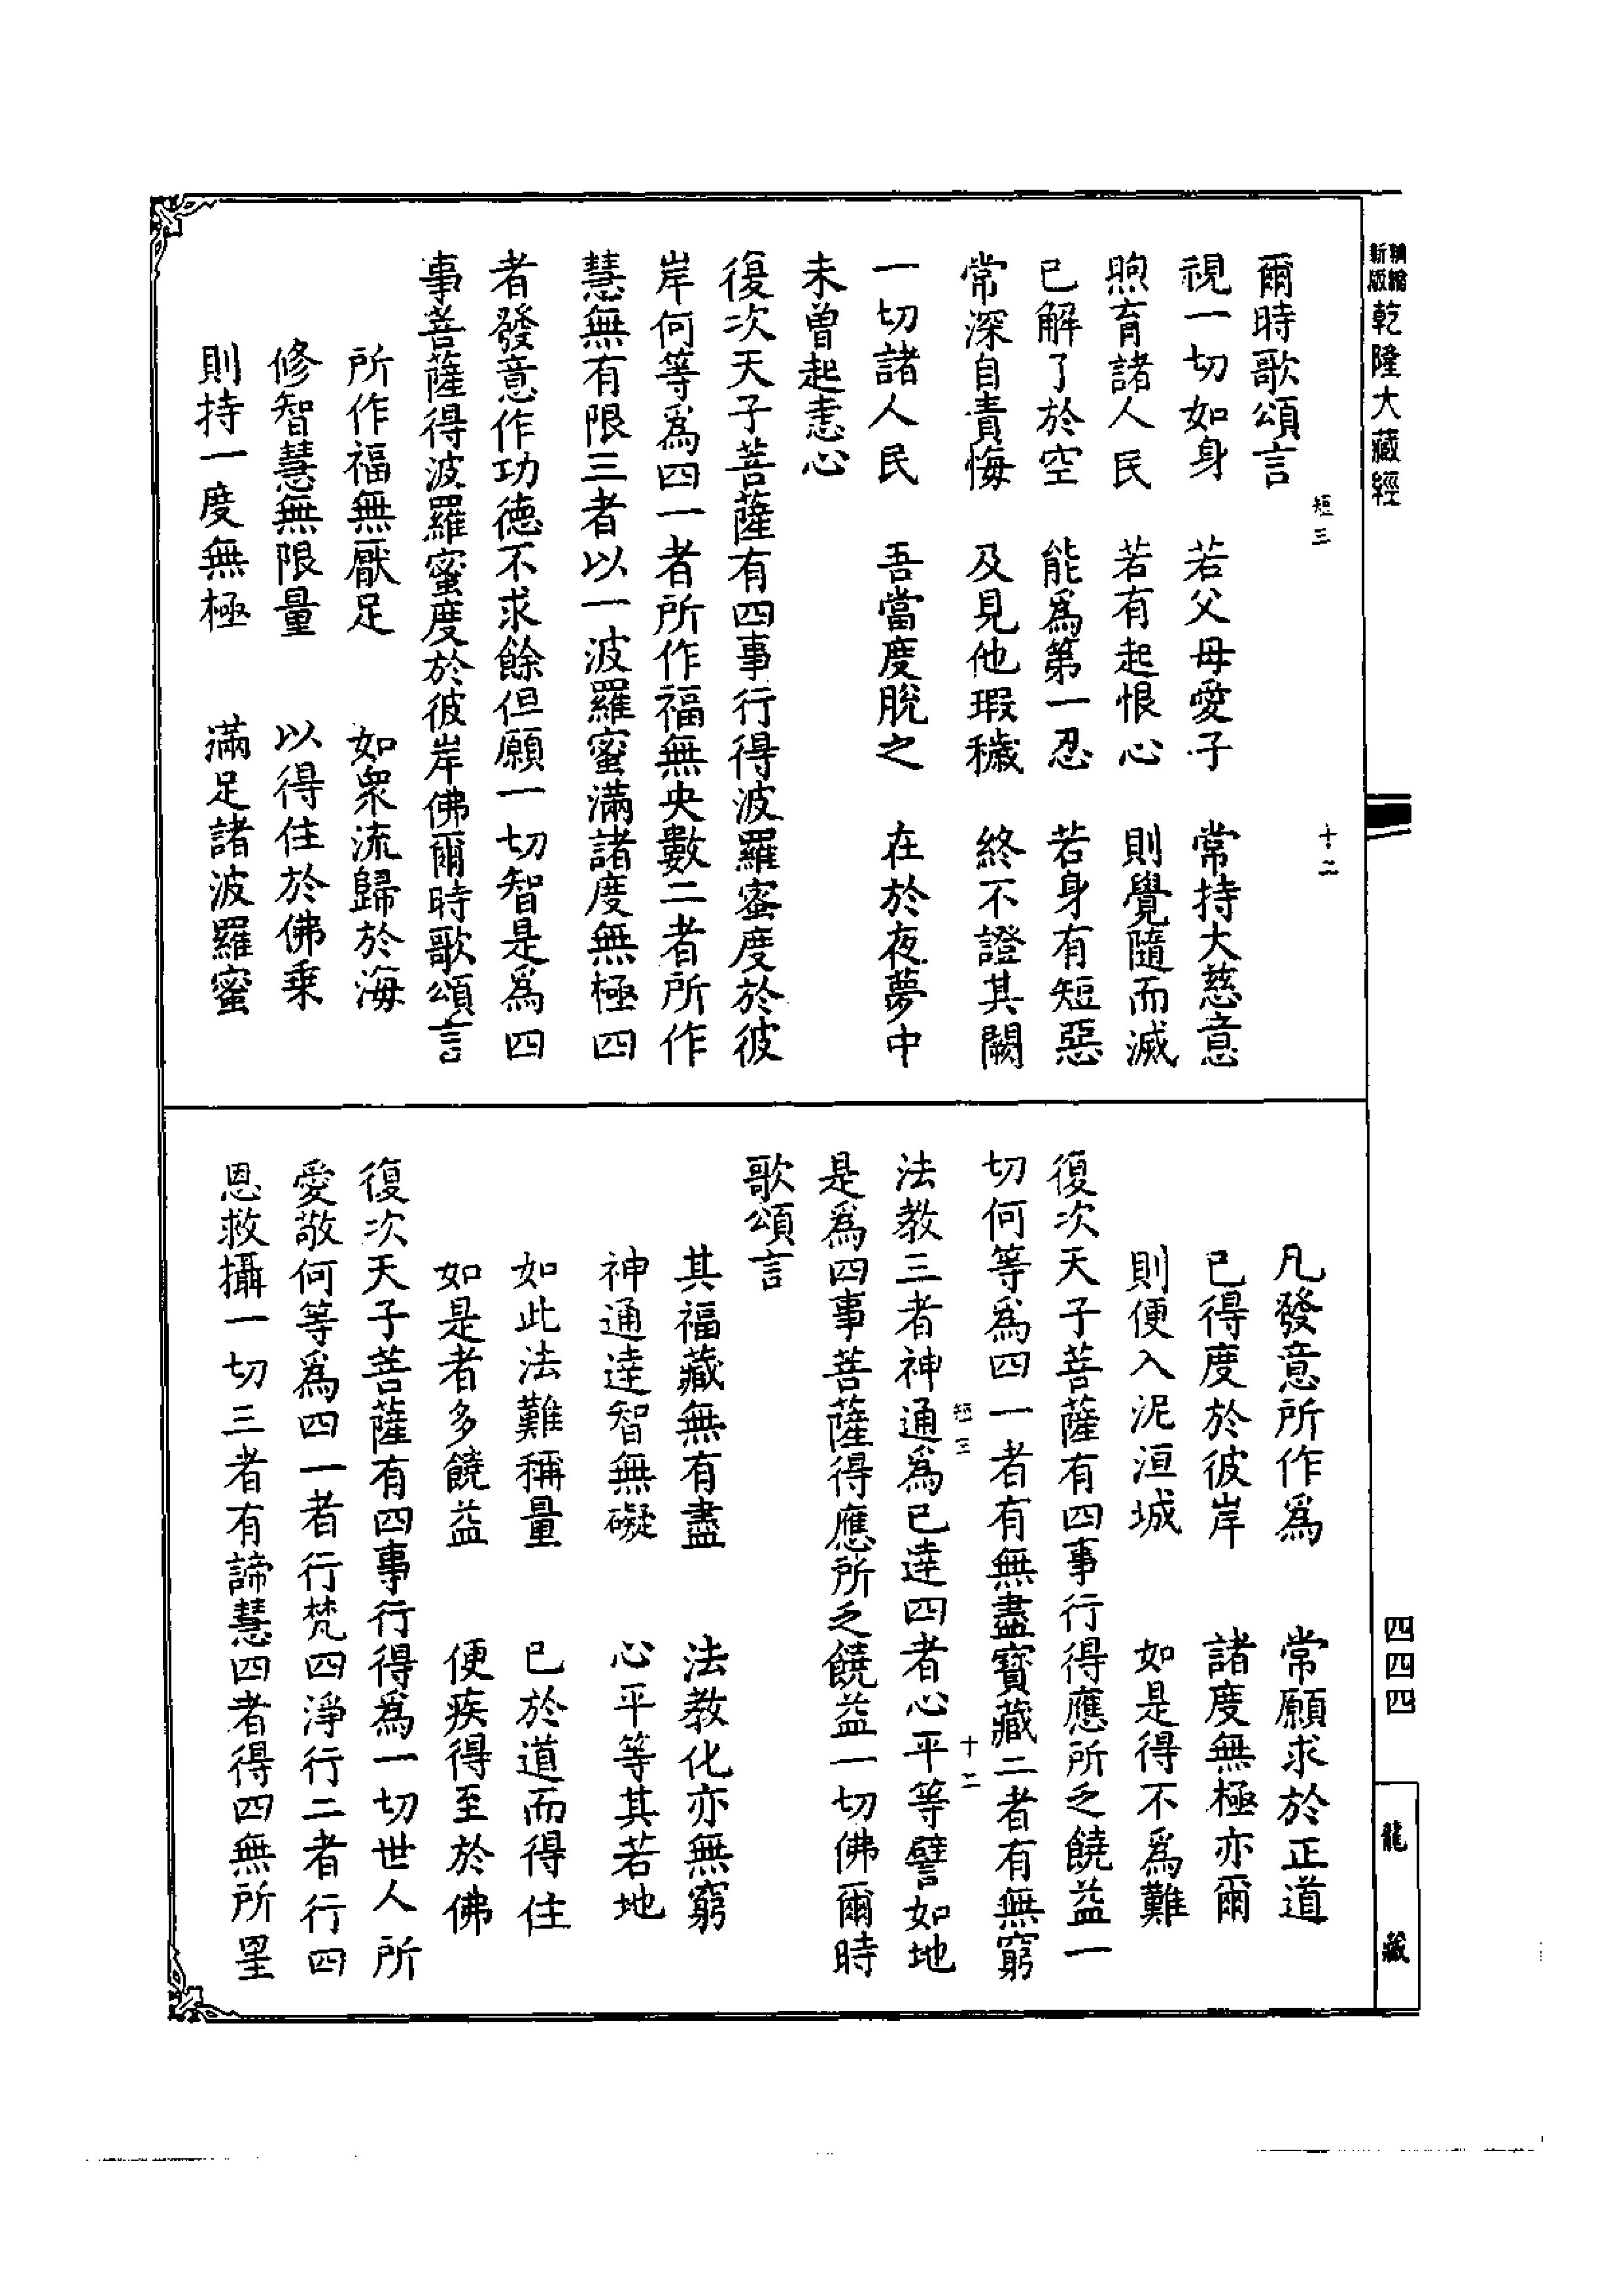 精縮新版 乾隆大藏經
短三 十二
爾時歌頌言
視一切如身 若父母愛子 常持大慈意
煦育諸人民 若有起恨心 則覺隨而滅
已解了於空 能爲第一忍 若身有短惡
常深自責悔 及見他瑕穢 終不證其闕
一切諸人民 吾當度脫之 在於夜夢中
未曾起恚心
復次天子菩薩有四事行得波羅蜜度於彼
岸何等爲四一者所作福無央數二者所作
慧無有限三者以一波羅蜜滿諸度無極四
者發意作功德不求餘但願一切智是爲四
事菩薩得波羅蜜度於彼岸佛爾時歌頌言
所作福無厭足 如衆流歸於海
修智慧無限量 以得住於佛乗
則持一度無極 滿足諸波羅蜜
凡發意所作爲 常願求於正道
已得度於彼岸 諸度無極亦爾
則便入泥洹城 如是得不爲難
復次天子菩薩有四事行得應所乏饒益一
切何等爲四一者有無盡寶藏二者有無窮
短三 十二
法教三者神通爲已達四者心平等譬如地
是爲四事菩薩得應所乏饒益一切佛爾時
歌頌言
其福藏無有盡 法教化亦無窮
神通達智無礙 心平等其若地
如此法難稱量 已於道而得住
如是者多饒益 便疾得至於佛
復次天子菩薩有四事行得爲一切世人所
愛敬何等爲四一者行梵四淨行二者行四
恩救攝一切三者有諦慧四者得四無所罣
四四四
龍藏